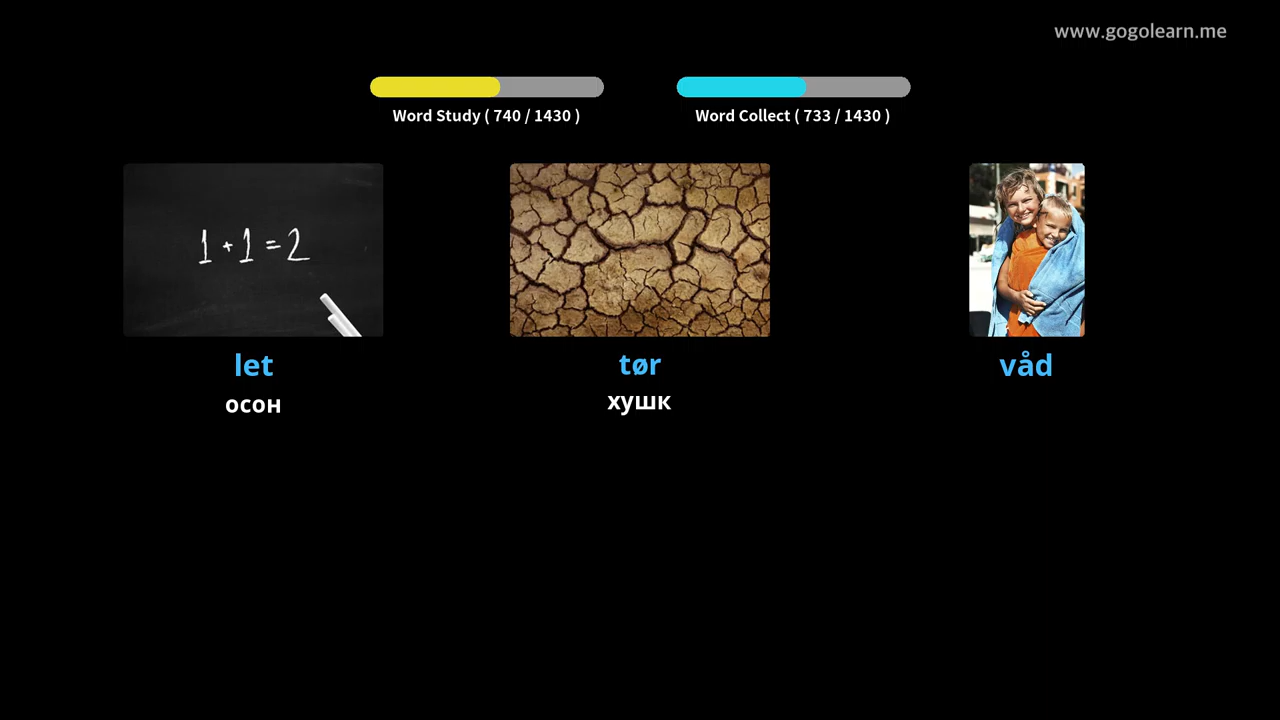 www.gogolearn.me
Word Study ( 740 / 1430 )
Word Collect ( 733 / 1430 )
1 + 1 = 2
let
tør
våd
осон
хушк